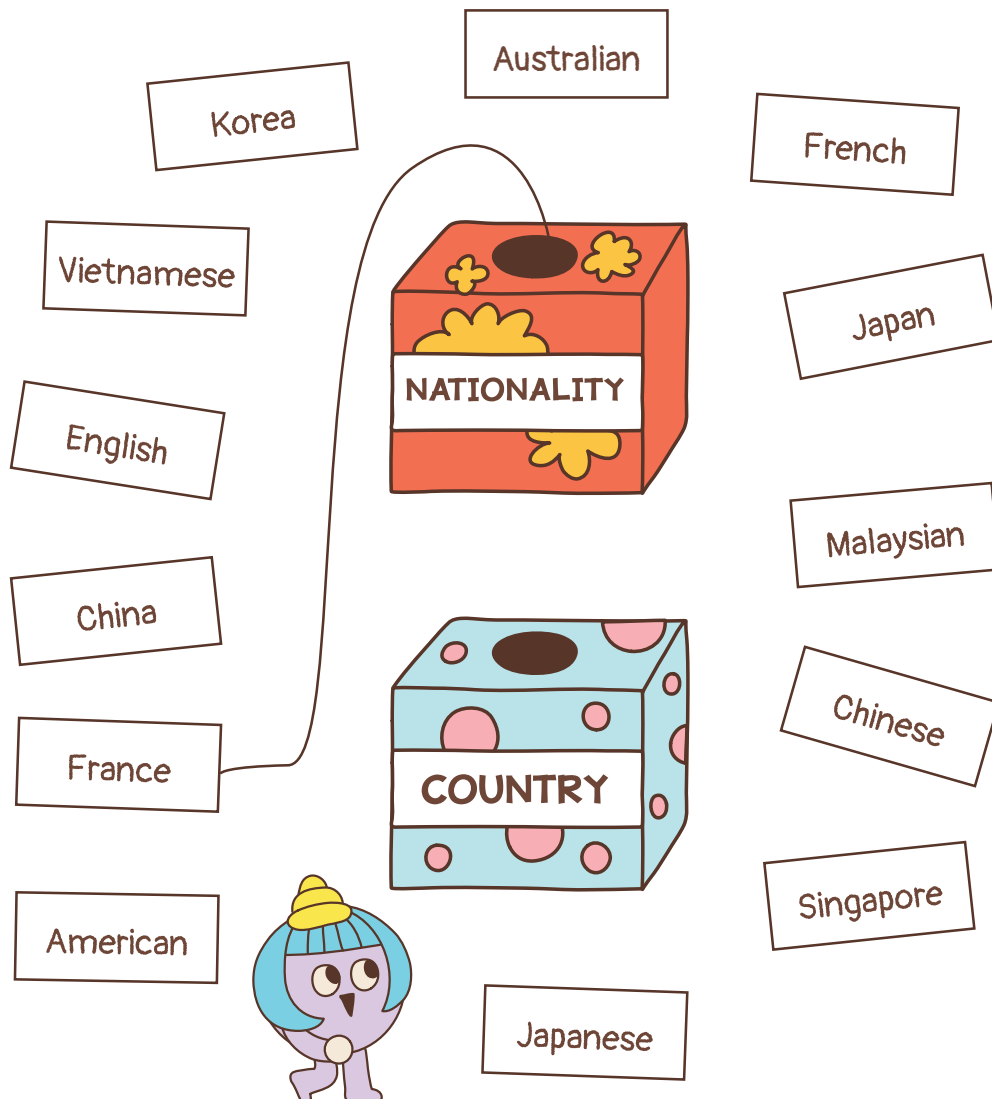 Australian
Korea
French
Vietnamese
Japan
NATIONALITY
English
Malaysian
China
Chinese
France
COUNTRY
Singapore
American
Japanese